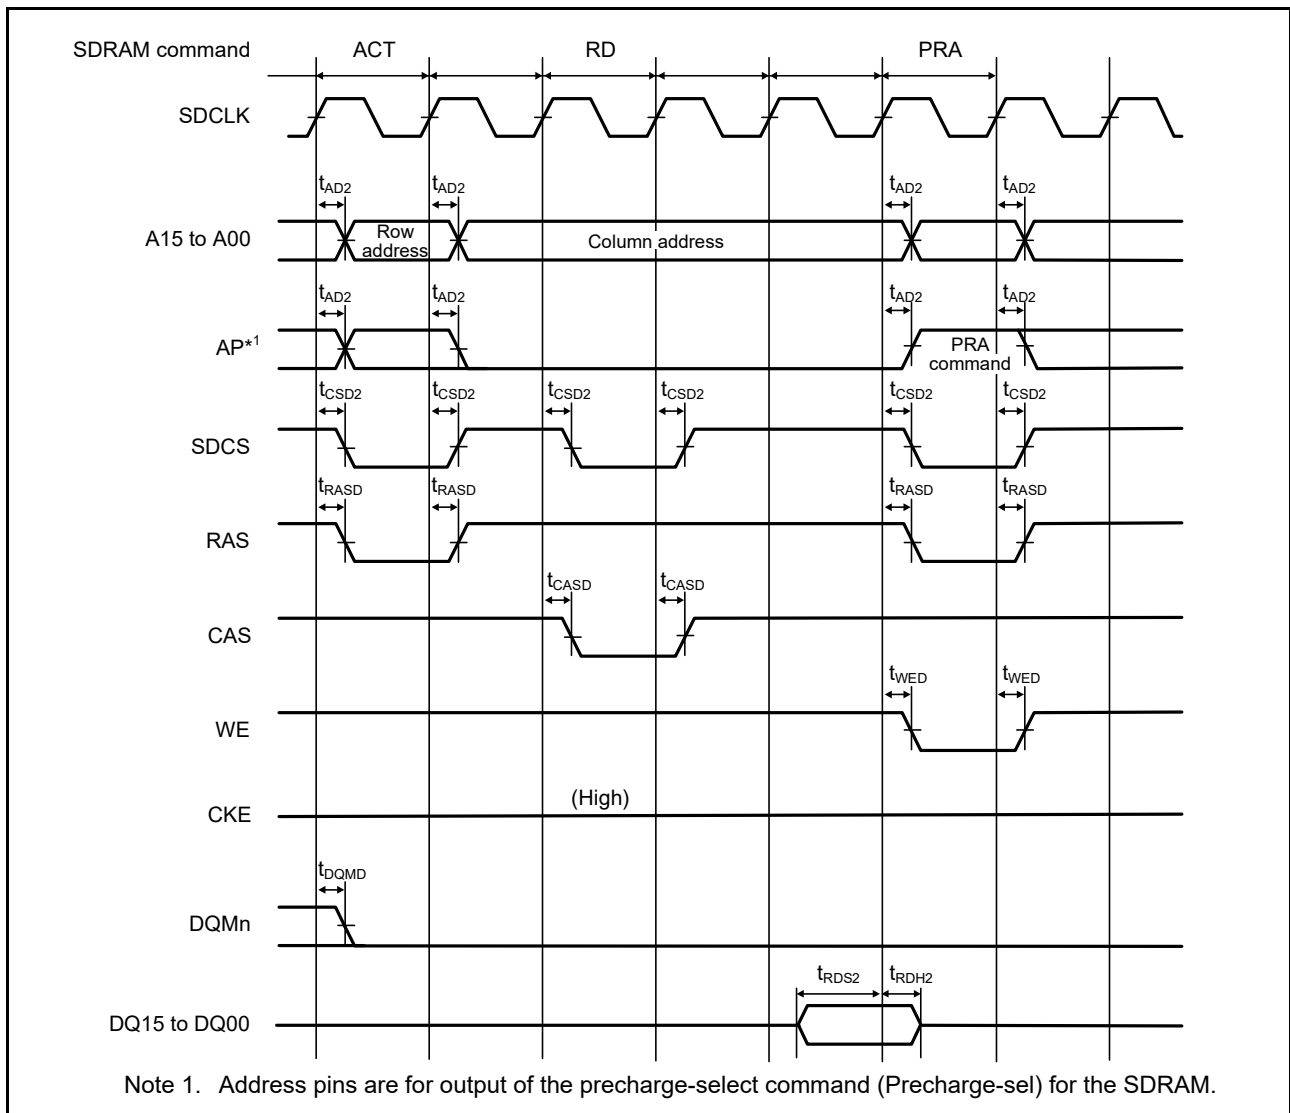 SDRAM command ACT RD PRA
SDCLK
tAD2 tAD2 tAD2 tAD2
A15 to A00 Row address Column address
tAD2 tAD2 tAD2 tAD2
AP*1 PRA command
tCSD2 tCSD2 tCSD2 tCSD2 tCSD2 tCSD2
SDCS
tRASD tRASD tRASD tRASD
RAS
tCASD tCASD
CAS
tWED tWED
WE
(High)
CKE
tDQMD
DQMn
tRDS2 tRDH2
DQ15 to DQ00
Note 1. Address pins are for output of the precharge-select command (Precharge-sel) for the SDRAM.